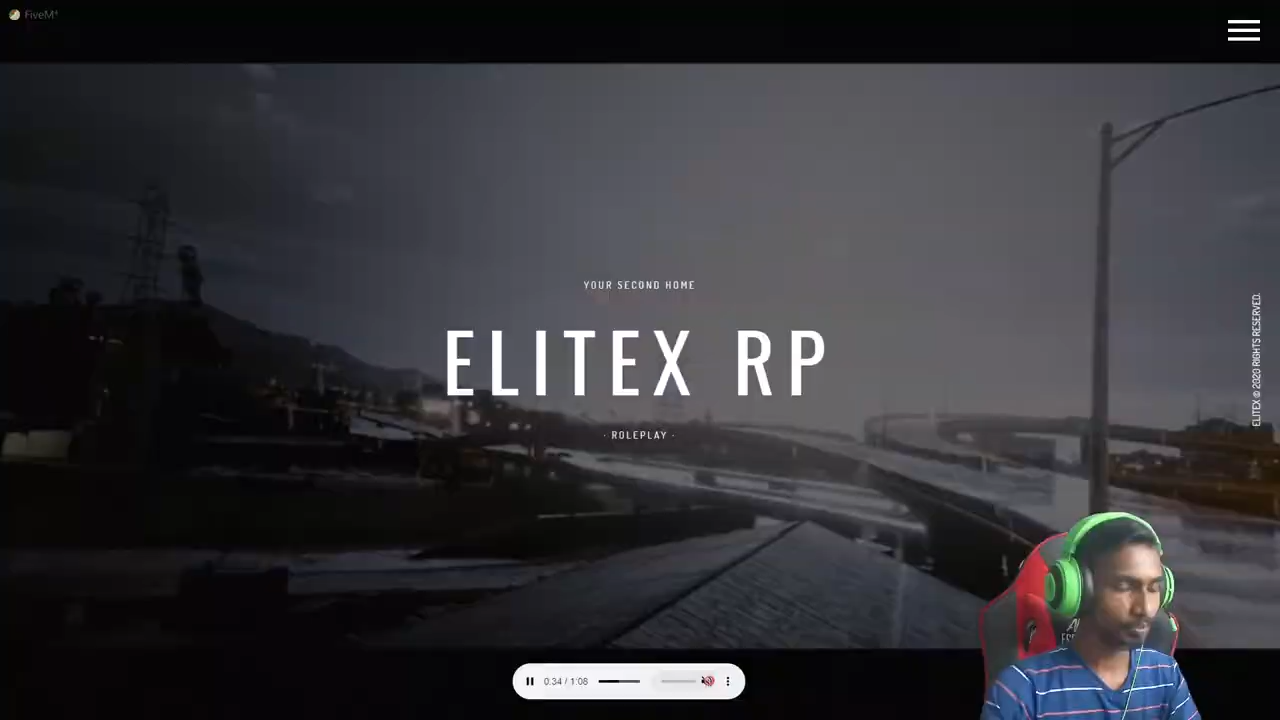 FiveM
YOUR SECOND HOME
ELITEX RP
· ROLEPLAY ·
ELITEX © 2020 RIGHTS RESERVED.
0:34 / 1:08